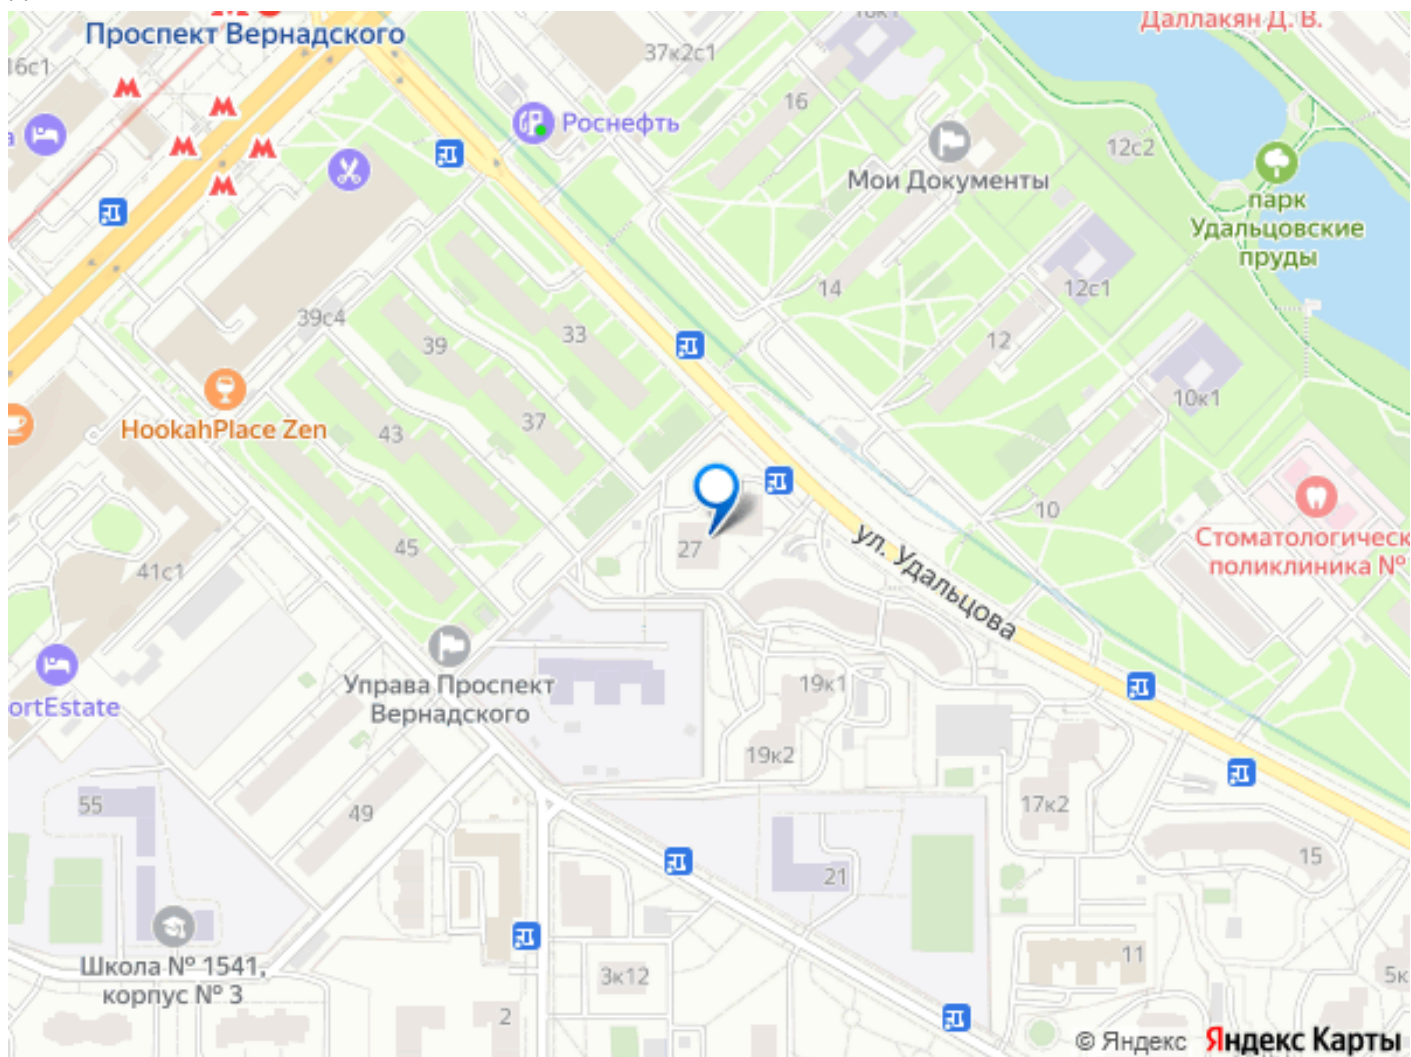 Проспект Вернадского
16с1
37к2с1
10к1
Даллакян Д. В.
16
Роснефть
Мои Документы
12с2
парк
Удальцовские
пруды
14
12с1
39с4
33
39
12
10к1
HookahPlace Zen
43
37
10
27
45
41с1
ул. Удальцова
Стоматологическ
поликлиника №
ortEstate
Управа Проспект
Вернадского
19к1
19к2
55
49
17к2
15
21
Школа № 1541,
корпус № 3
3к12
11
5к
2
© Яндекс Яндекс Карты